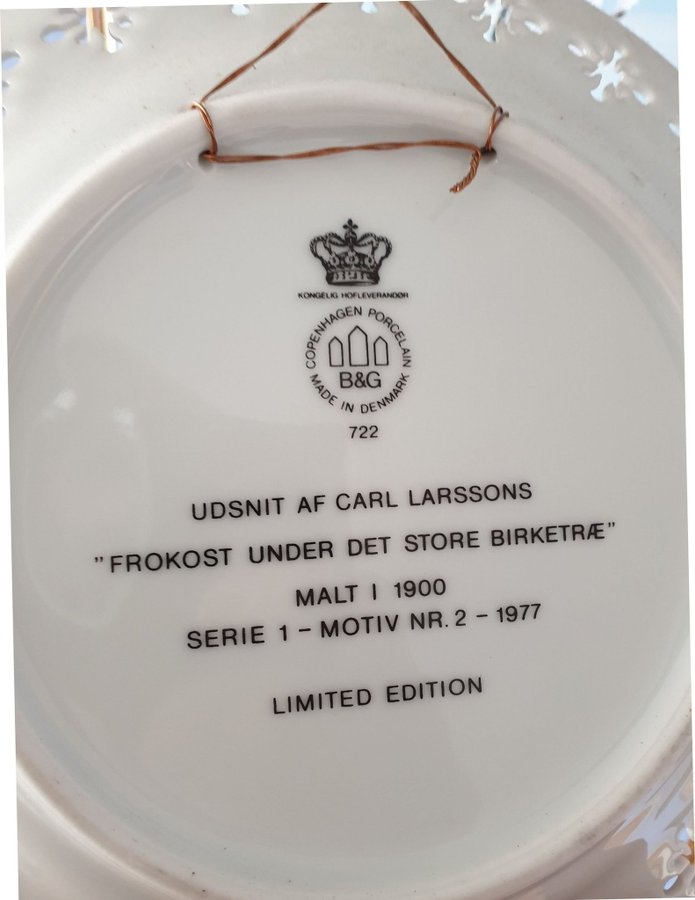 KONGELIG HOFLEVERANDØR
COPENHAGEN PORCELAIN
B&G
MADE IN DENMARK
722
UDSNIT AF CARL LARSSONS
”FROKOST UNDER DET STORE BIRKETRÆ”
MALT I 1900
SERIE 1 – MOTIV NR. 2 – 1977
LIMITED EDITION